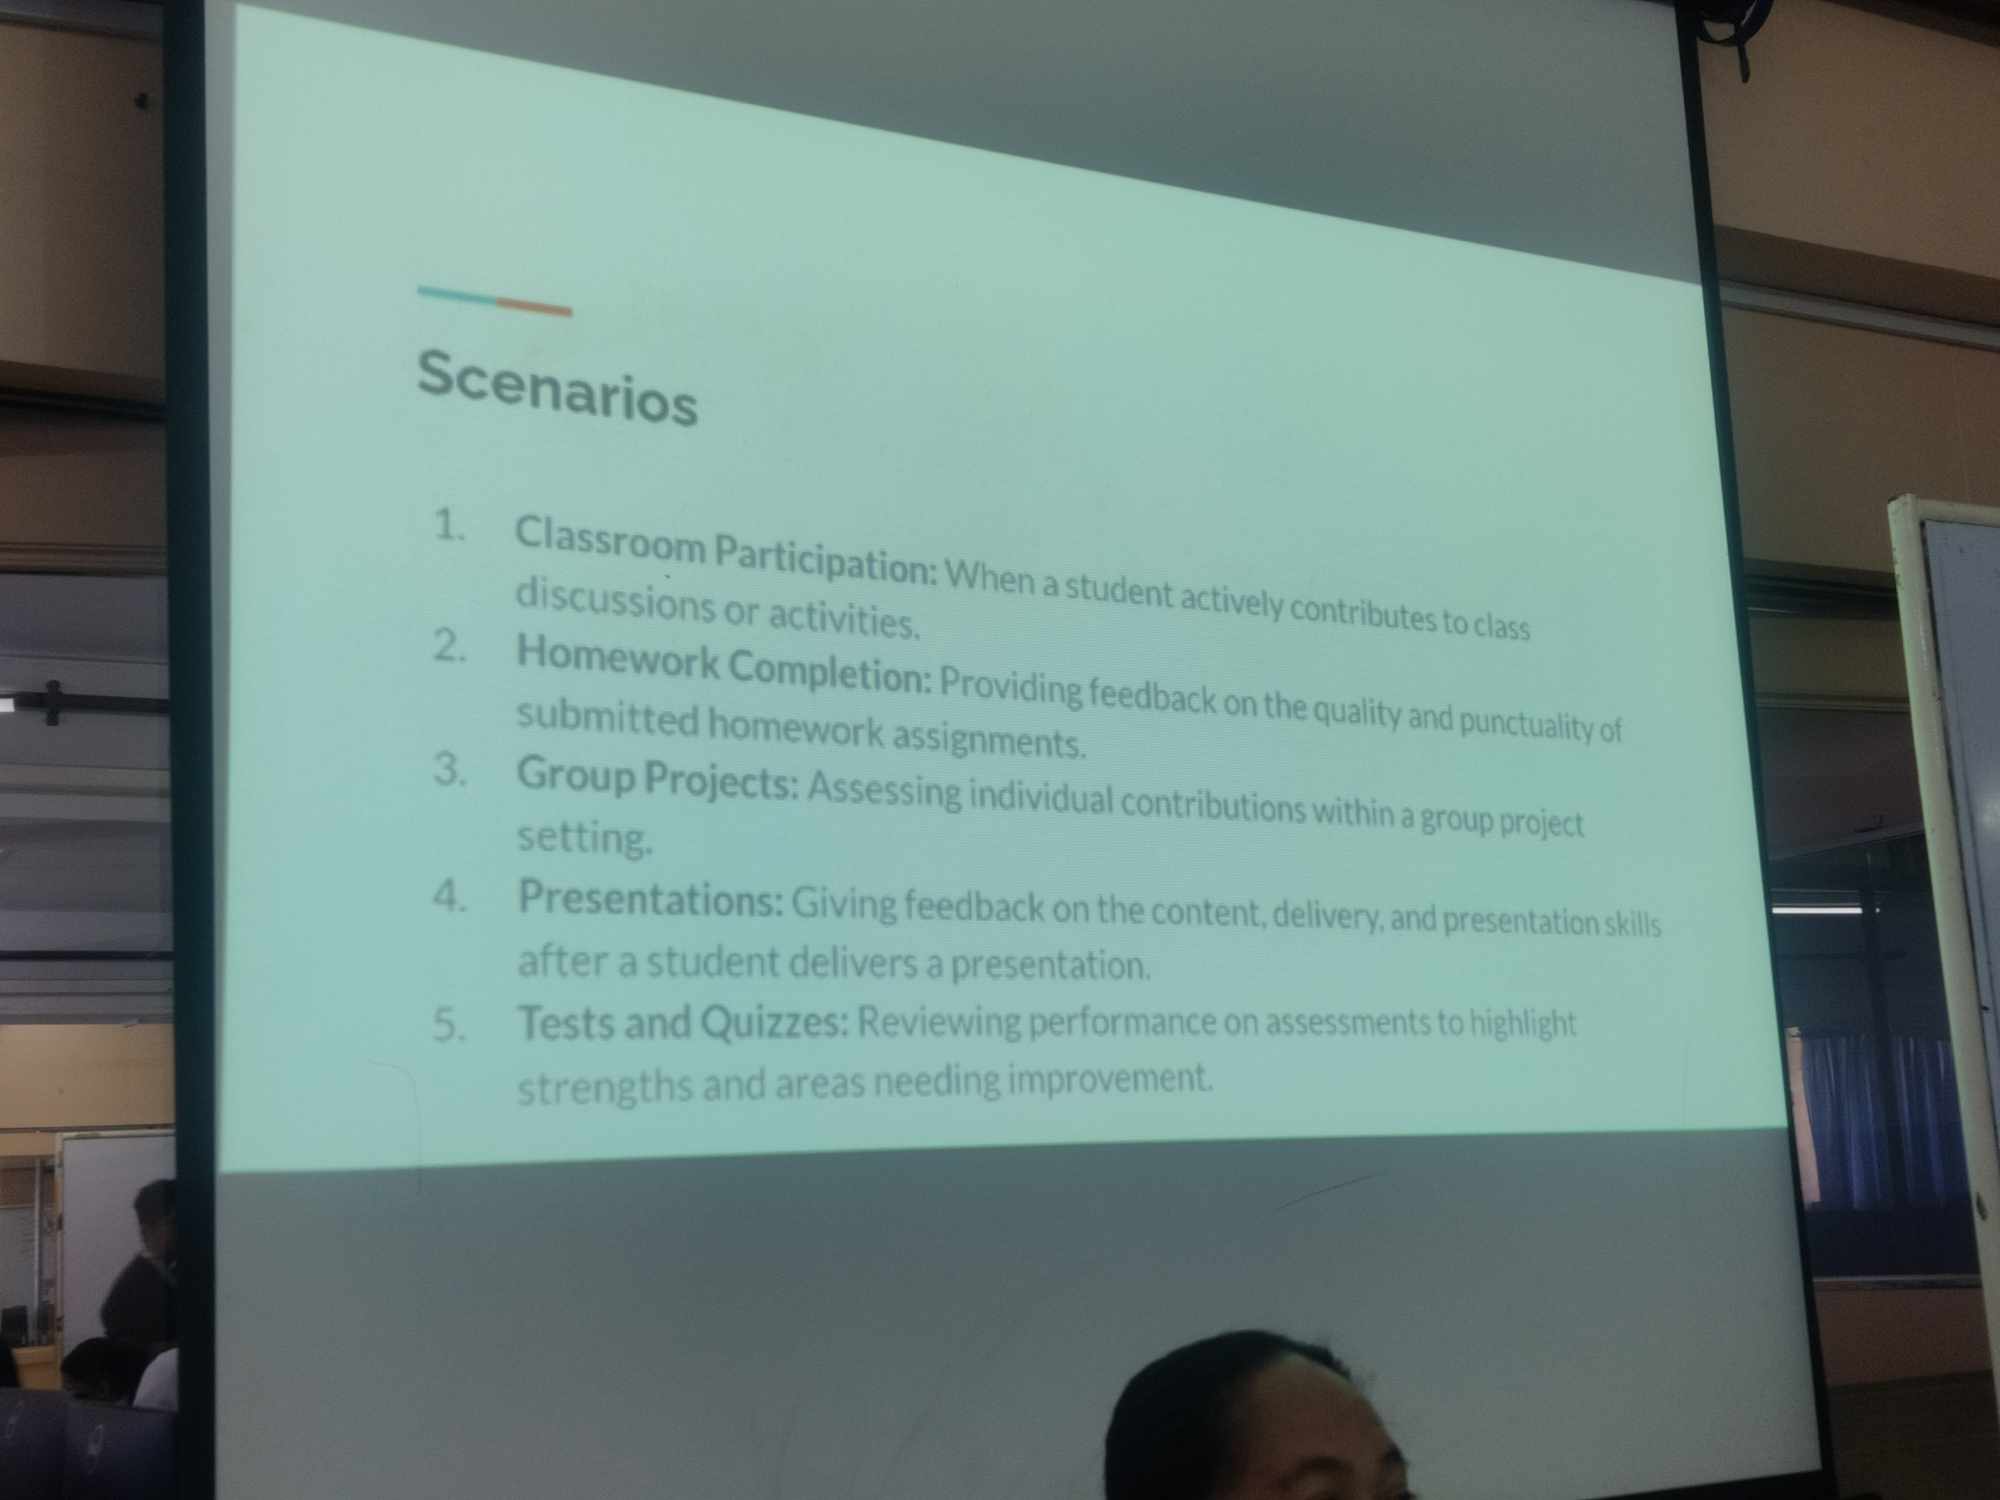 Scenarios
1. Classroom Participation: When a student actively contributes to class
discussions or activities.
2. Homework Completion: Providing feedback on the quality and punctuality of
submitted homework assignments.
3. Group Projects: Assessing individual contributions within a group project
setting.
4. Presentations: Giving feedback on the content, delivery, and presentation skills
after a student delivers a presentation.
5. Tests and Quizzes: Reviewing performance on assessments to highlight
strengths and areas needing improvement.